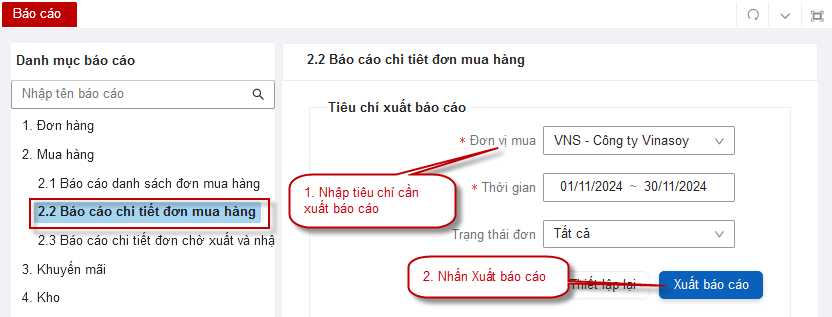 Báo cáo
Danh mục báo cáo
Nhập tên báo cáo
1. Đơn hàng
2. Mua hàng
2.1 Báo cáo danh sách đơn mua hàng
2.2 Báo cáo chi tiết đơn mua hàng
2.3 Báo cáo chi tiết đơn chờ xuất và nhậ
3. Khuyến mãi
4. Kho
2.2 Báo cáo chi tiết đơn mua hàng
Tiêu chí xuất báo cáo
* Đơn vị mua
VNS - Công ty Vinasoy
1. Nhập tiêu chí cần
xuất báo cáo
* Thời gian
01/11/2024 ~ 30/11/2024
Trạng thái đơn
Tất cả
2. Nhấn Xuất báo cáo
Thiết lập lại
Xuất báo cáo